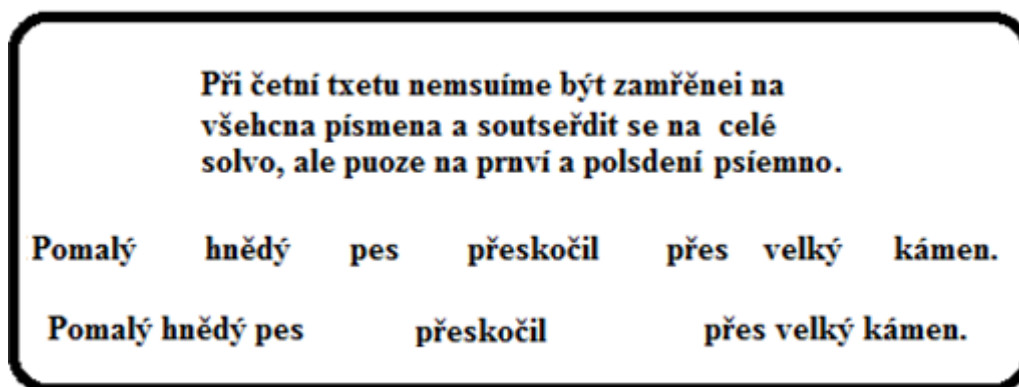 Při četní txetu nemsuíme být zamřěnei na
všehcna písmena a soutseřdit se na celé
solvo, ale puoze na prnví a polsdení psíemno.
Pomalý hnědý pes přeskočil přes velký kámen.
Pomalý hnědý pes přeskočil přes velký kámen.